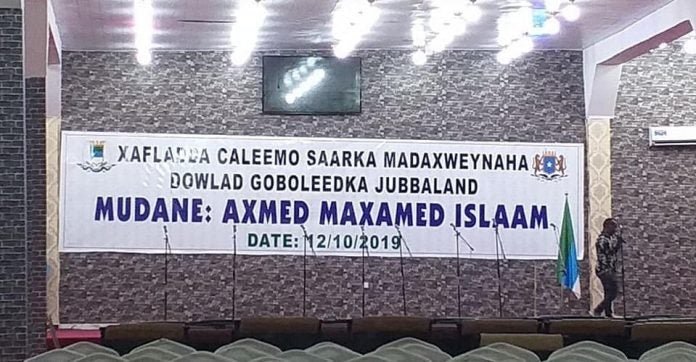 XAFLADDA CALEEMO SAARKA MADAXWEYNAHA
DOWLAD GOBOLEEDKA JUBBALAND
MUDANE: AXMED MAXAMED ISLAAM
DATE: 12/10/2019